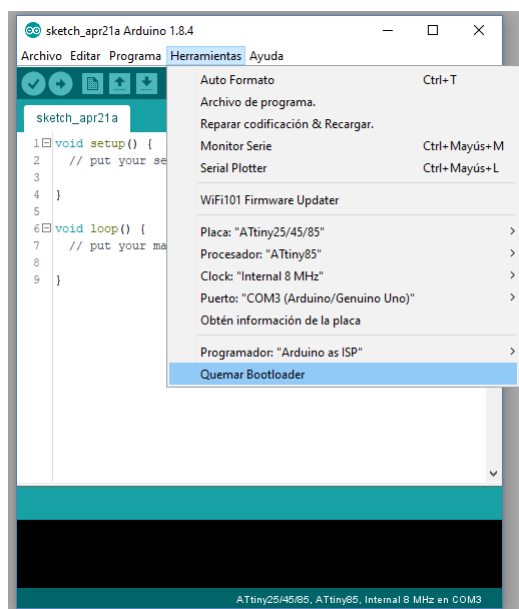 sketch_apr21a Arduino 1.8.4
Archivo Editar Programa Herramientas Ayuda
sketch_apr21a
1 void setup() {
2 // put your se
3
4 }
5
6 void loop() {
7 // put your ma
8
9 }
Auto Formato Ctrl+T
Archivo de programa.
Reparar codificación & Recargar.
Monitor Serie Ctrl+Mayús+M
Serial Plotter Ctrl+Mayús+L
WiFi101 Firmware Updater
Placa: "ATtiny25/45/85"
Procesador: "ATtiny85"
Clock: "Internal 8 MHz"
Puerto: "COM3 (Arduino/Genuino Uno)"
Obtén información de la placa
Programador: "Arduino as ISP"
Quemar Bootloader
ATtiny25/45/85, ATtiny85, Internal 8 MHz en COM3